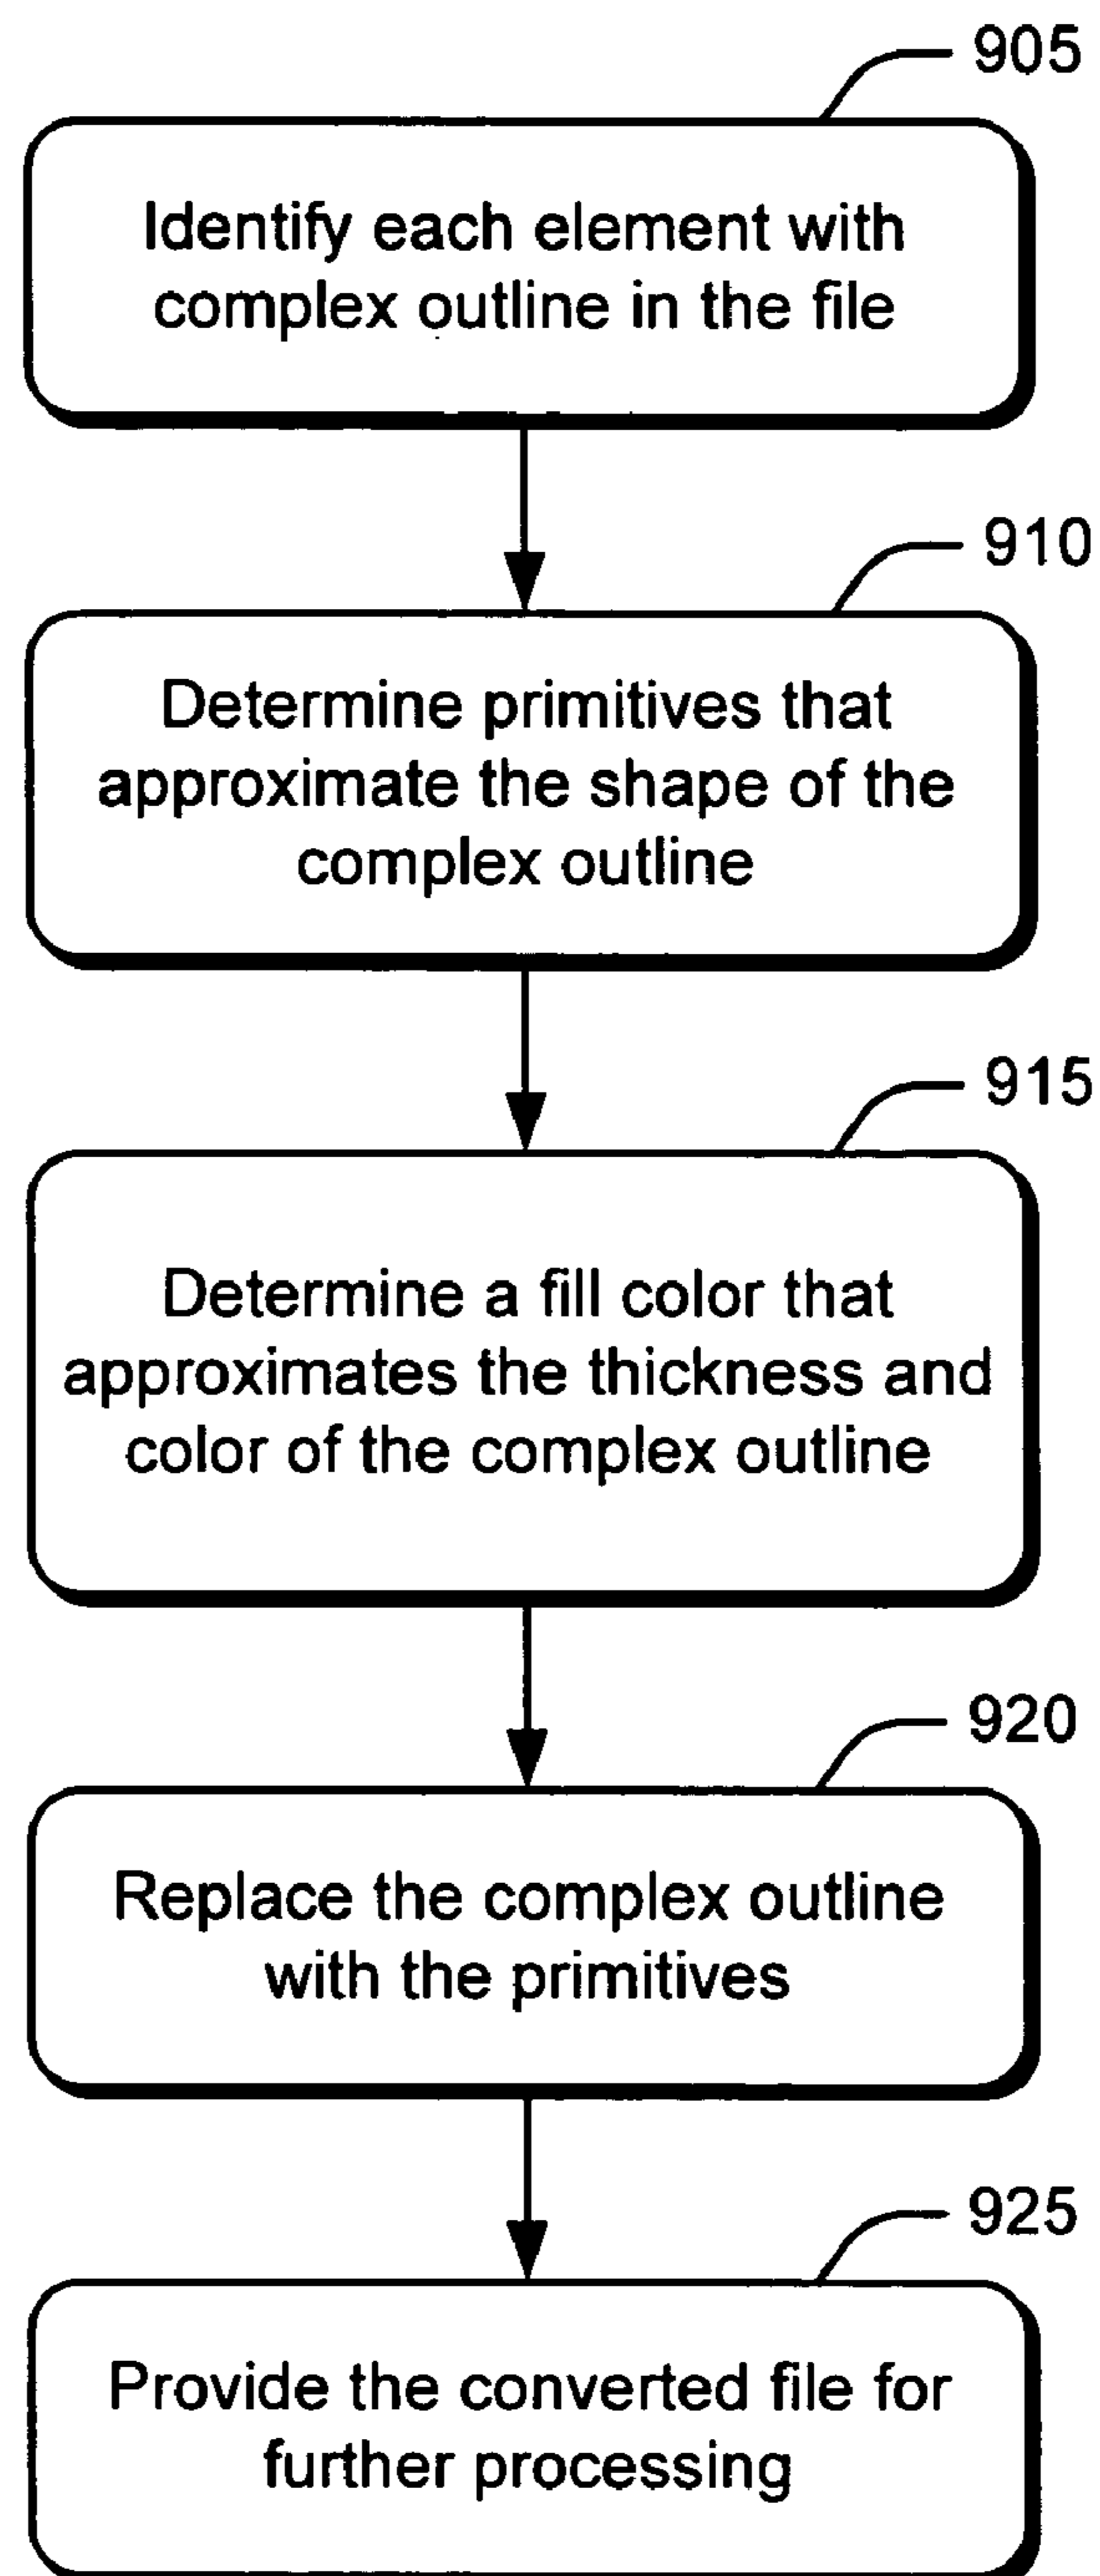 905
Identify each element with
complex outline in the file
910
Determine primitives that
approximate the shape of the
complex outline
915
Determine a fill color that
approximates the thickness and
color of the complex outline
920
Replace the complex outline
with the primitives
925
Provide the converted file for
further processing